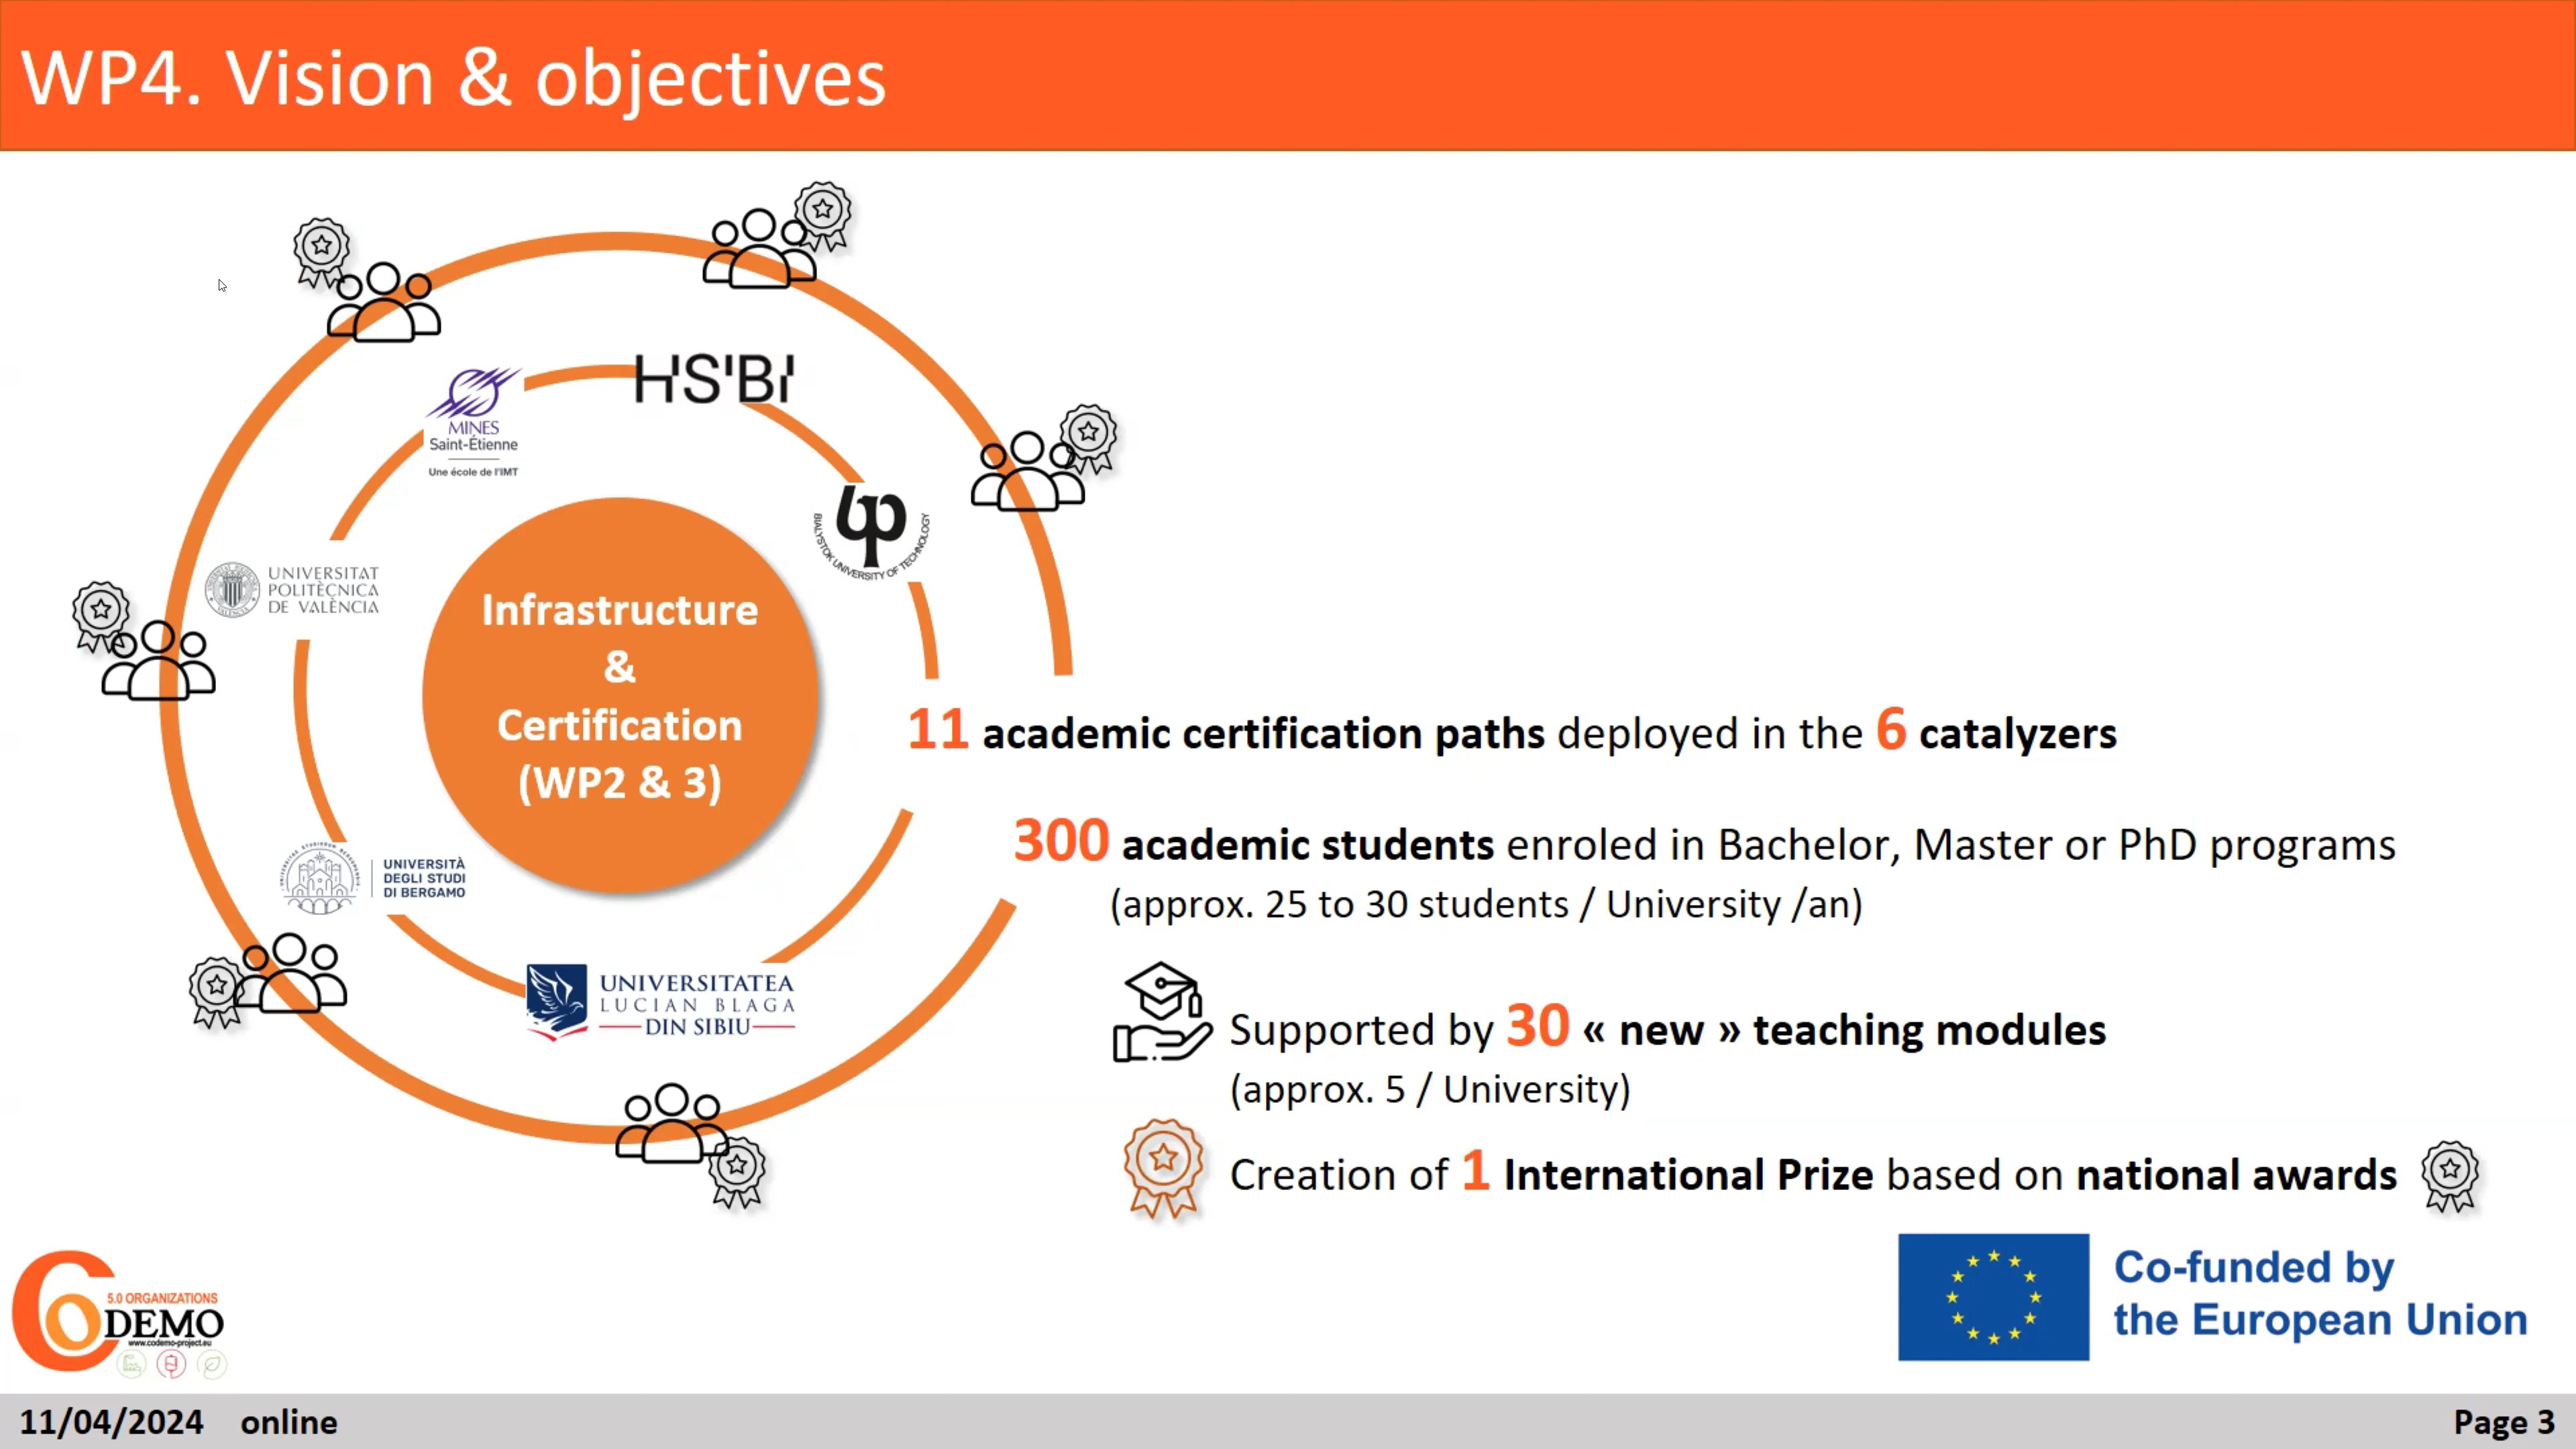 WP4. Vision & objectives
H'S'BI'
MINES
Saint-Étienne
Une école de l'IMT
BIALYSTOK UNIVERSITY OF TECHNOLOGY
UNIVERSITAT
POLITÈCNICA
DE VALÈNCIA
Infrastructure
&
Certification
(WP2 & 3)
UNIVERSITÀ
DEGLI STUDI
DI BERGAMO
UNIVERSITATEA
LUCIAN BLAGA
DIN SIBIU
11 academic certification paths deployed in the 6 catalyzers
300 academic students enroled in Bachelor, Master or PhD programs
(approx. 25 to 30 students / University /an)
Supported by 30 « new » teaching modules
(approx. 5 / University)
Creation of 1 International Prize based on national awards
5.0 ORGANIZATIONS
CODEMO
www.codemo-project.eu
Co-funded by
the European Union
11/04/2024 online
Page 3